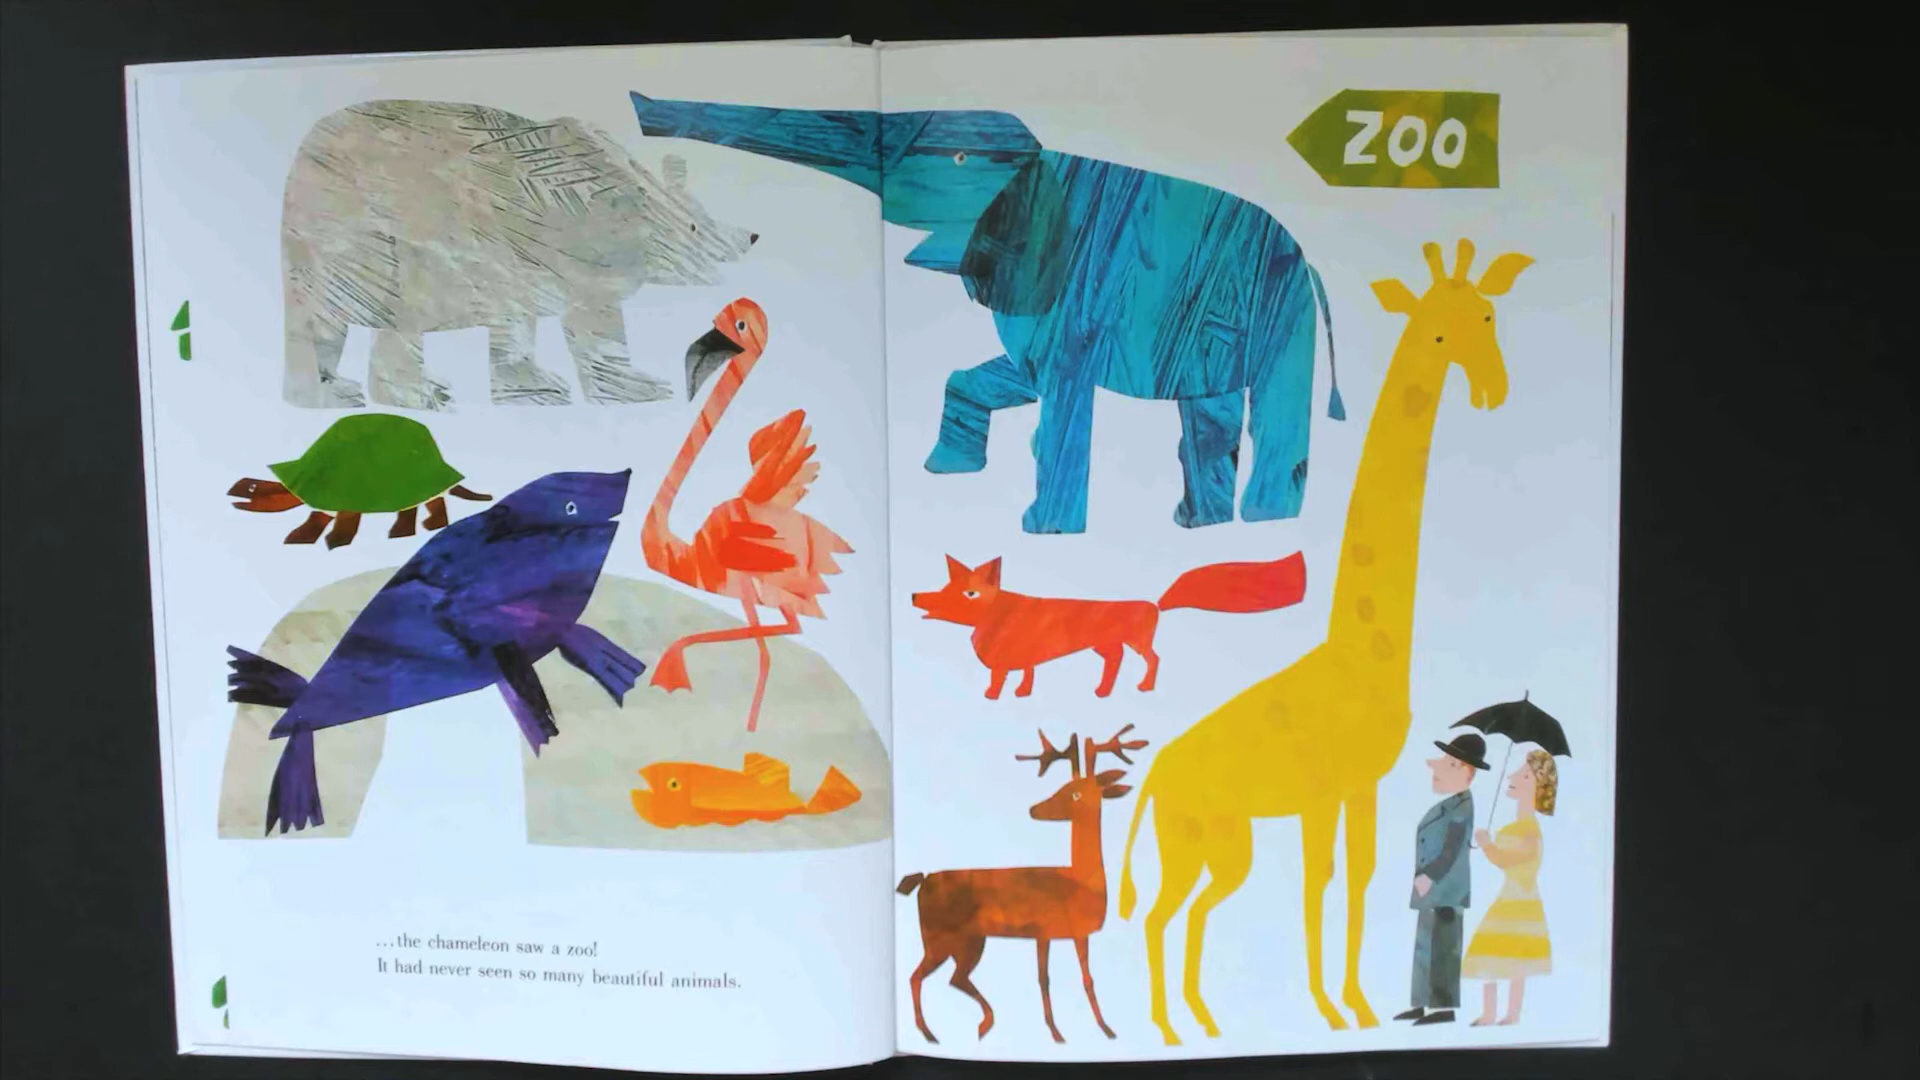 ZOO
...the chameleon saw a zoo!
It had never seen so many beautiful animals.